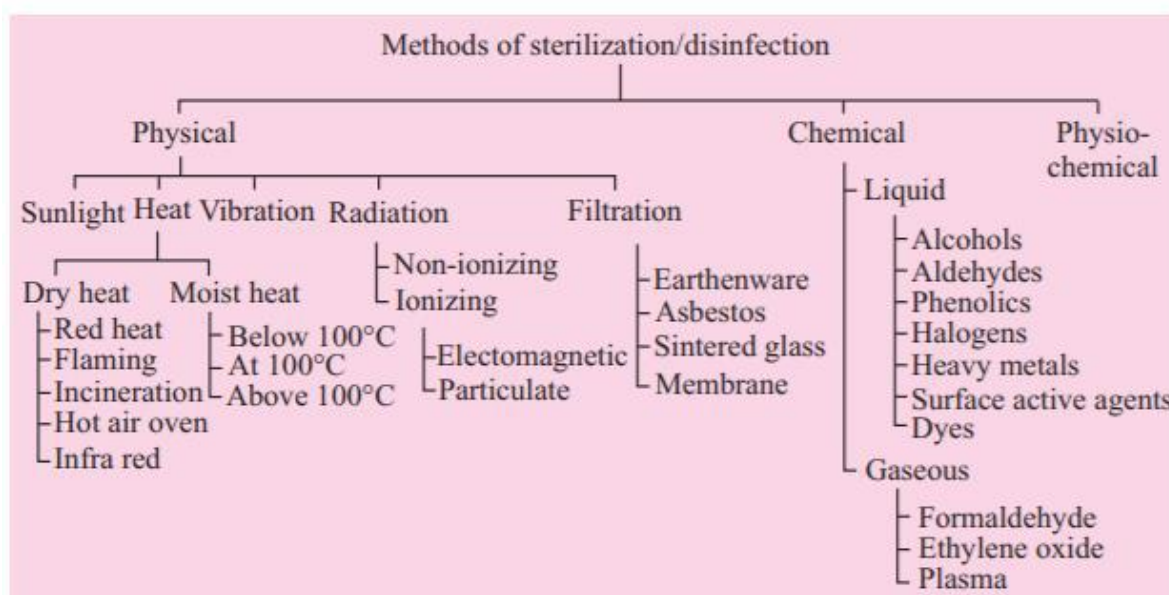 Methods of sterilization/disinfection
Physical
Chemical
Physio-
chemical
Sunlight
Heat
Vibration
Radiation
Filtration
Dry heat
Red heat
Flaming
Incineration
Hot air oven
Infra red
Moist heat
Below 100°C
At 100°C
Above 100°C
Non-ionizing
Ionizing
Electomagnetic
Particulate
Earthenware
Asbestos
Sintered glass
Membrane
Liquid
Alcohols
Aldehydes
Phenolics
Halogens
Heavy metals
Surface active agents
Dyes
Gaseous
Formaldehyde
Ethylene oxide
Plasma